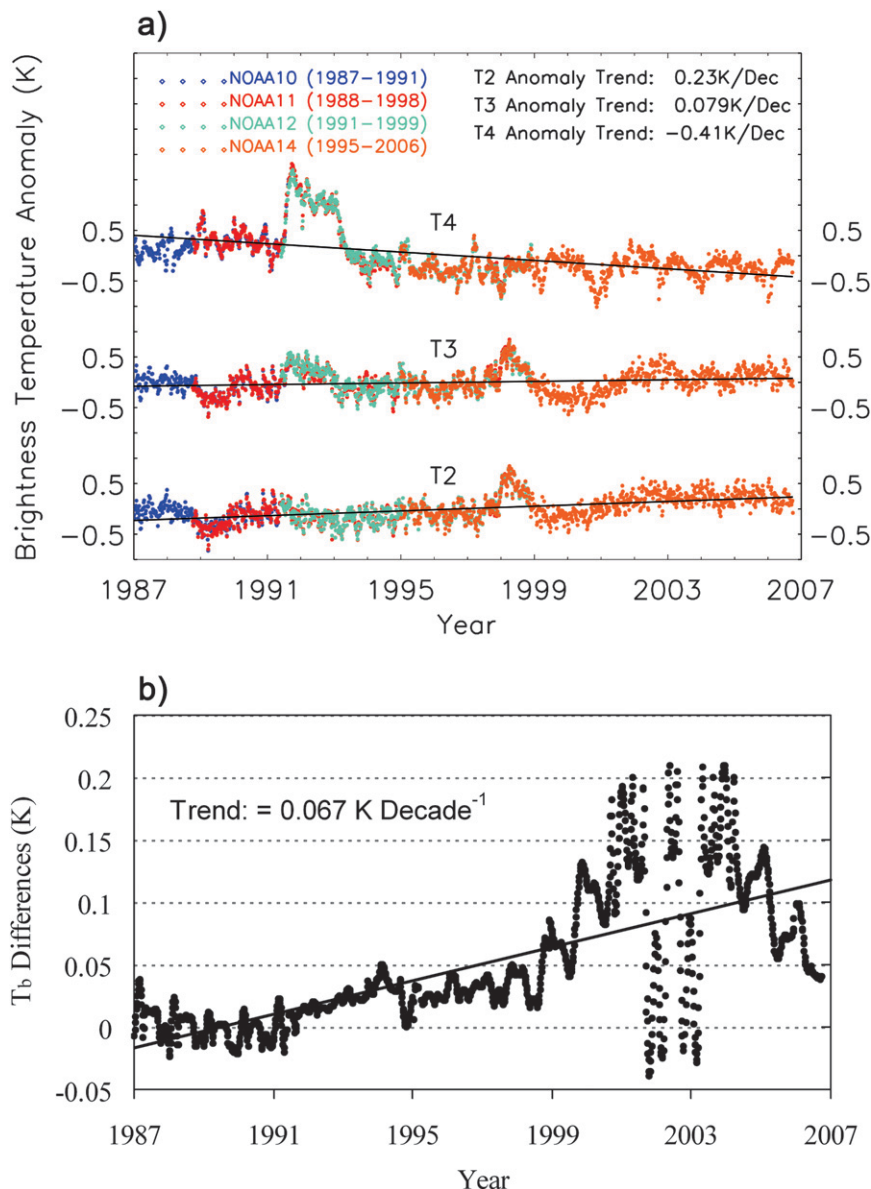 a)
Brightness Temperature Anomaly (K)
NOAA10 (1987−1991)
NOAA11 (1988−1998)
NOAA12 (1991−1999)
NOAA14 (1995−2006)
T2 Anomaly Trend: 0.23K/Dec
T3 Anomaly Trend: 0.079K/Dec
T4 Anomaly Trend: −0.41K/Dec
T4
0.5
0.5
−0.5
−0.5
T3
0.5
0.5
−0.5
−0.5
T2
0.5
0.5
−0.5
−0.5
1987 1991 1995 1999 2003 2007
Year
b)
Tb Differences (K)
0.25
0.2
0.15
0.1
0.05
0
-0.05
Trend: = 0.067 K Decade-1
1987 1991 1995 1999 2003 2007
Year